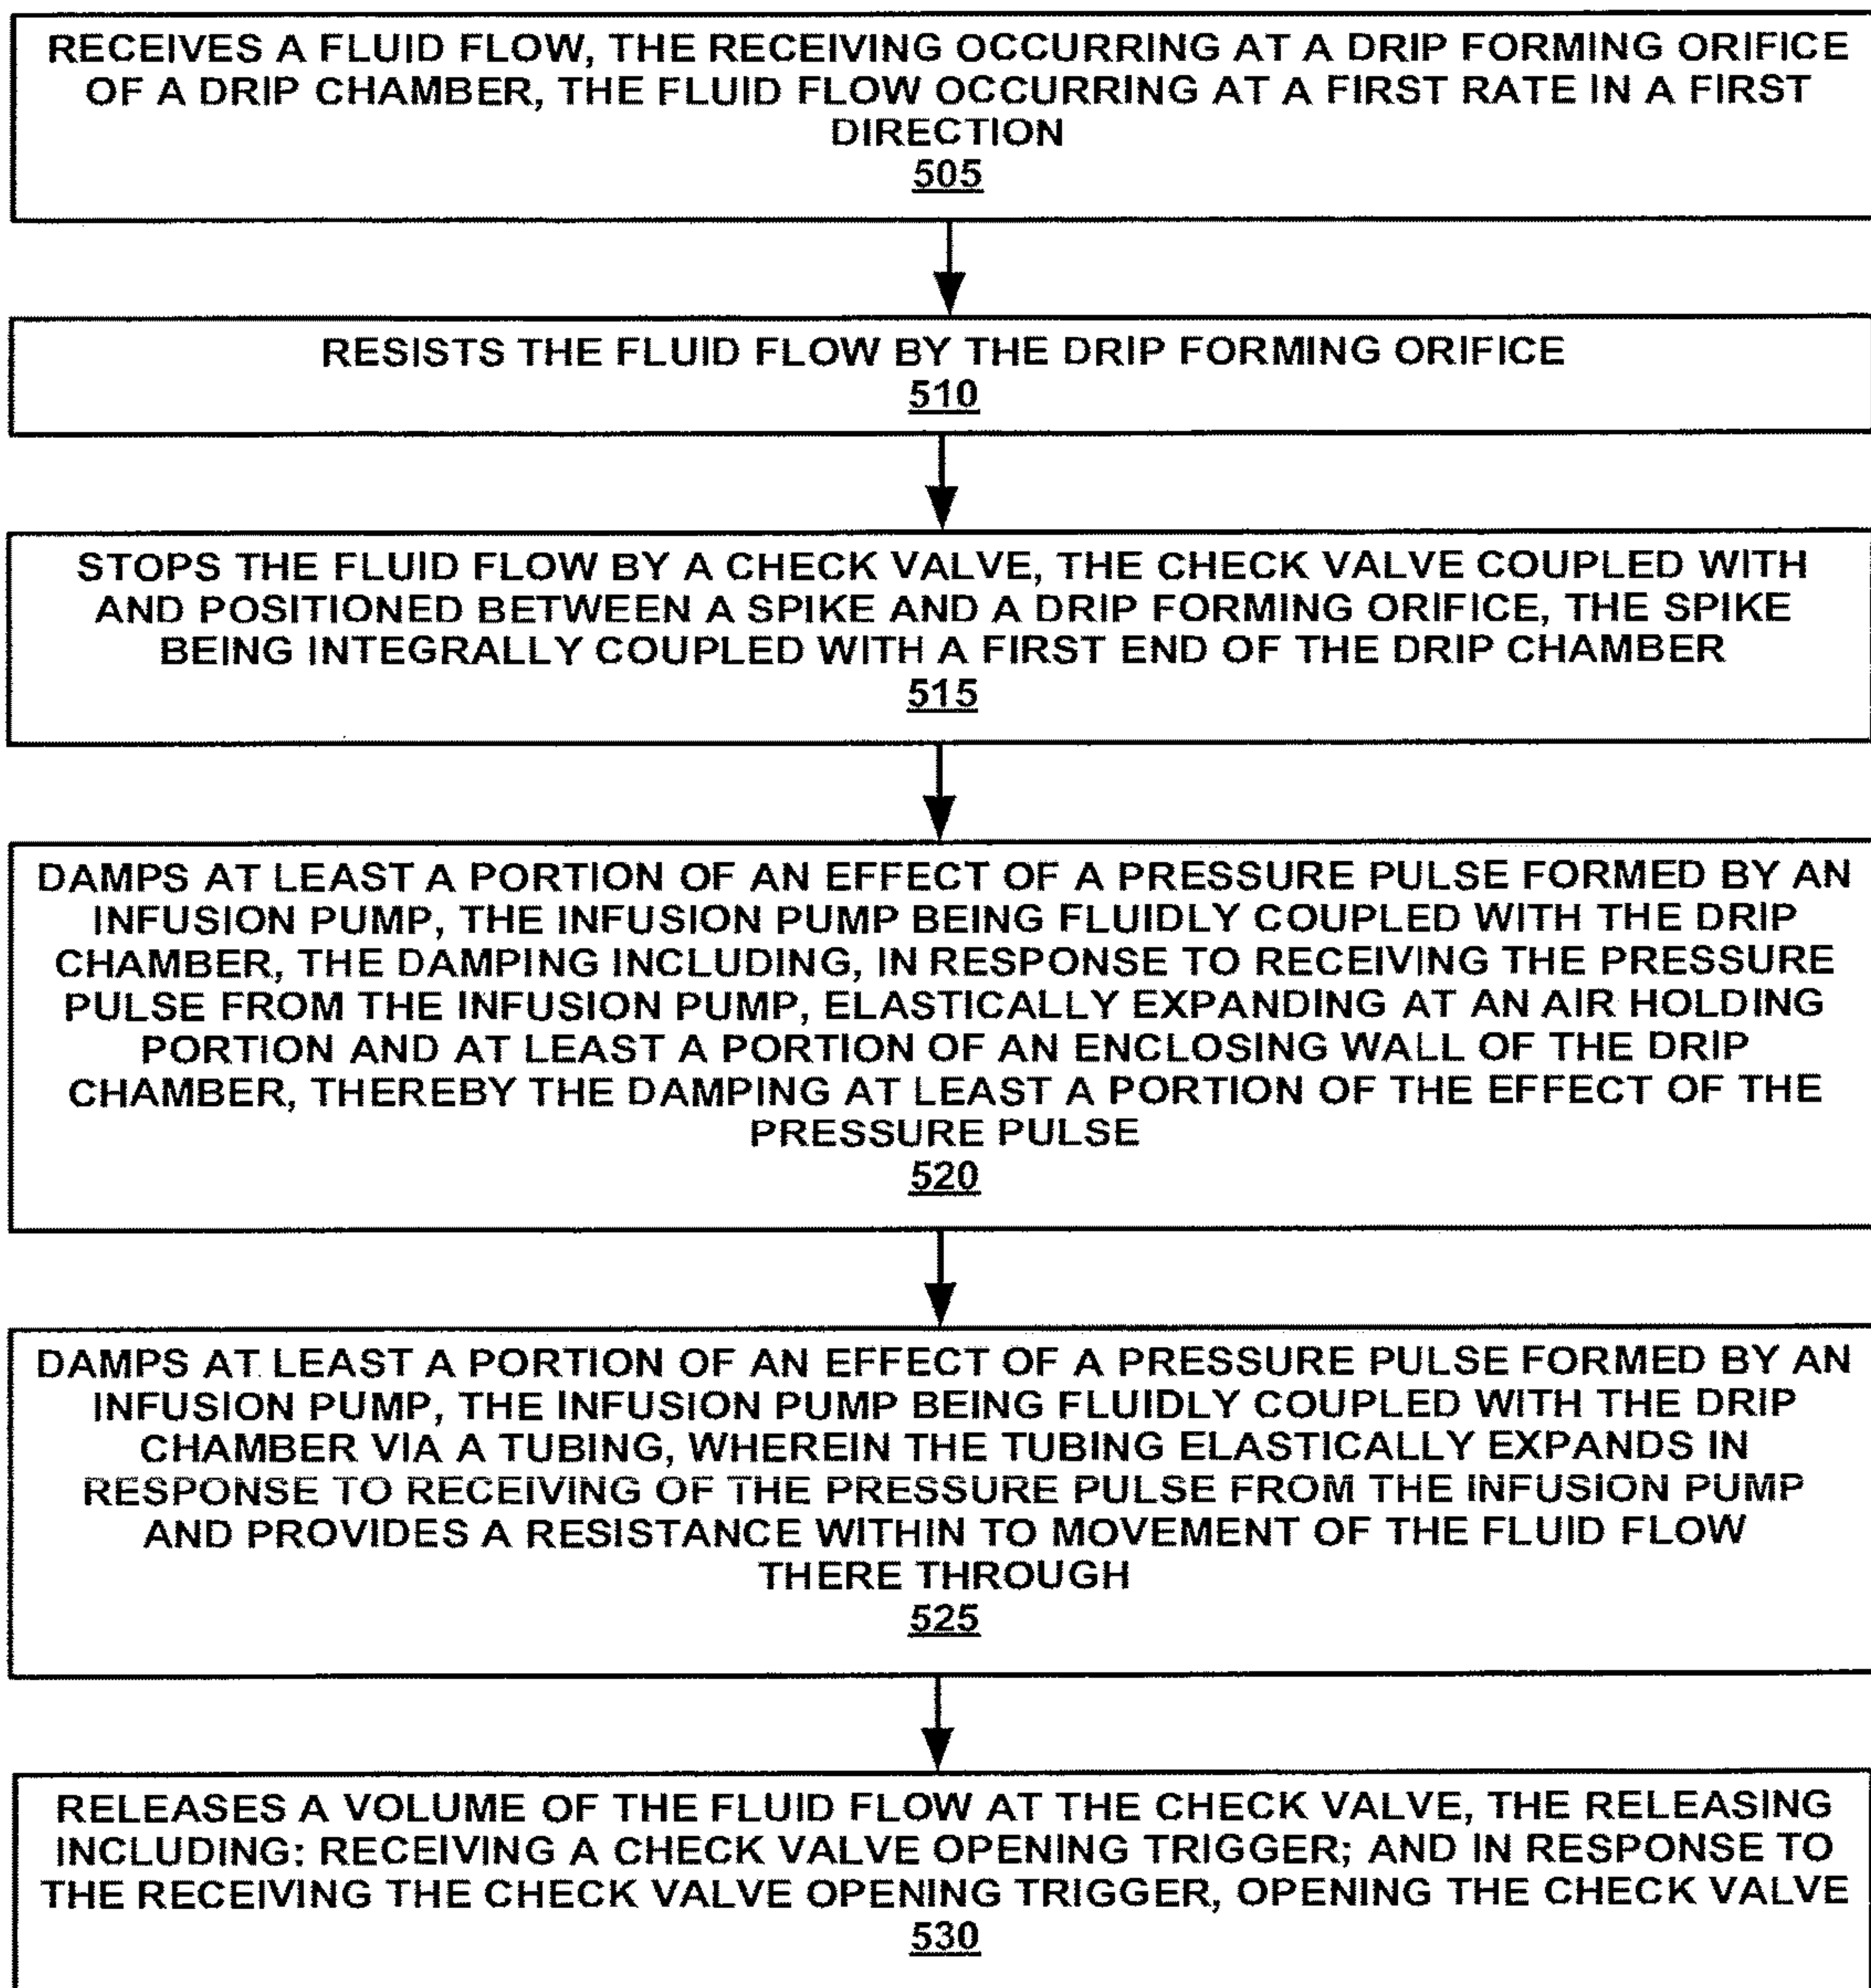 RECEIVES A FLUID FLOW, THE RECEIVING OCCURRING AT A DRIP FORMING ORIFICE
OF A DRIP CHAMBER, THE FLUID FLOW OCCURRING AT A FIRST RATE IN A FIRST
DIRECTION
505
RESISTS THE FLUID FLOW BY THE DRIP FORMING ORIFICE
510
STOPS THE FLUID FLOW BY A CHECK VALVE, THE CHECK VALVE COUPLED WITH
AND POSITIONED BETWEEN A SPIKE AND A DRIP FORMING ORIFICE, THE SPIKE
BEING INTEGRALLY COUPLED WITH A FIRST END OF THE DRIP CHAMBER
515
DAMPS AT LEAST A PORTION OF AN EFFECT OF A PRESSURE PULSE FORMED BY AN
INFUSION PUMP, THE INFUSION PUMP BEING FLUIDLY COUPLED WITH THE DRIP
CHAMBER, THE DAMPING INCLUDING, IN RESPONSE TO RECEIVING THE PRESSURE
PULSE FROM THE INFUSION PUMP, ELASTICALLY EXPANDING AT AN AIR HOLDING
PORTION AND AT LEAST A PORTION OF AN ENCLOSING WALL OF THE DRIP
CHAMBER, THEREBY THE DAMPING AT LEAST A PORTION OF THE EFFECT OF THE
PRESSURE PULSE
520
DAMPS AT LEAST A PORTION OF AN EFFECT OF A PRESSURE PULSE FORMED BY AN
INFUSION PUMP, THE INFUSION PUMP BEING FLUIDLY COUPLED WITH THE DRIP
CHAMBER VIA A TUBING, WHEREIN THE TUBING ELASTICALLY EXPANDS IN
RESPONSE TO RECEIVING OF THE PRESSURE PULSE FROM THE INFUSION PUMP
AND PROVIDES A RESISTANCE WITHIN TO MOVEMENT OF THE FLUID FLOW
THERE THROUGH
525
RELEASES A VOLUME OF THE FLUID FLOW AT THE CHECK VALVE, THE RELEASING
INCLUDING: RECEIVING A CHECK VALVE OPENING TRIGGER; AND IN RESPONSE TO
THE RECEIVING THE CHECK VALVE OPENING TRIGGER, OPENING THE CHECK VALVE
530